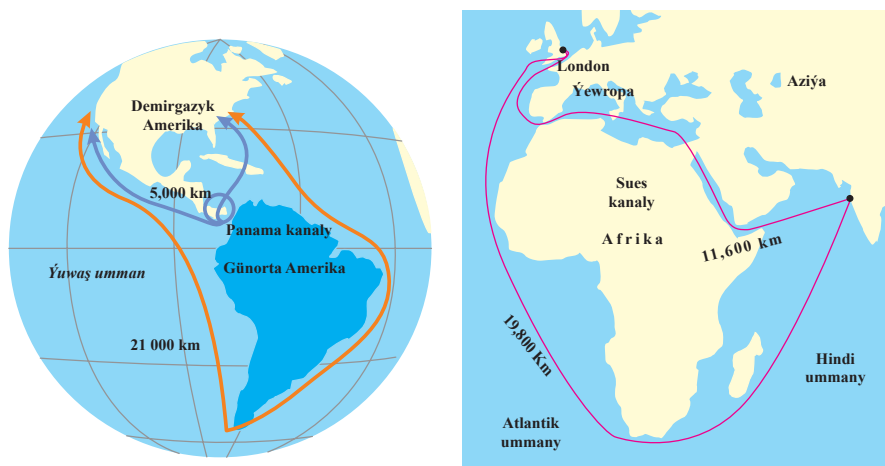 Demirgazyk
Amerika
5,000 km
Panama kanaly
Günorta Amerika
Ýuwaş umman
21 000 km
London
Ýewropa
Aziýa
Sues
kanaly
Afrika
11,600 km
19,800 Km
Hindi
ummany
Atlantik
ummany